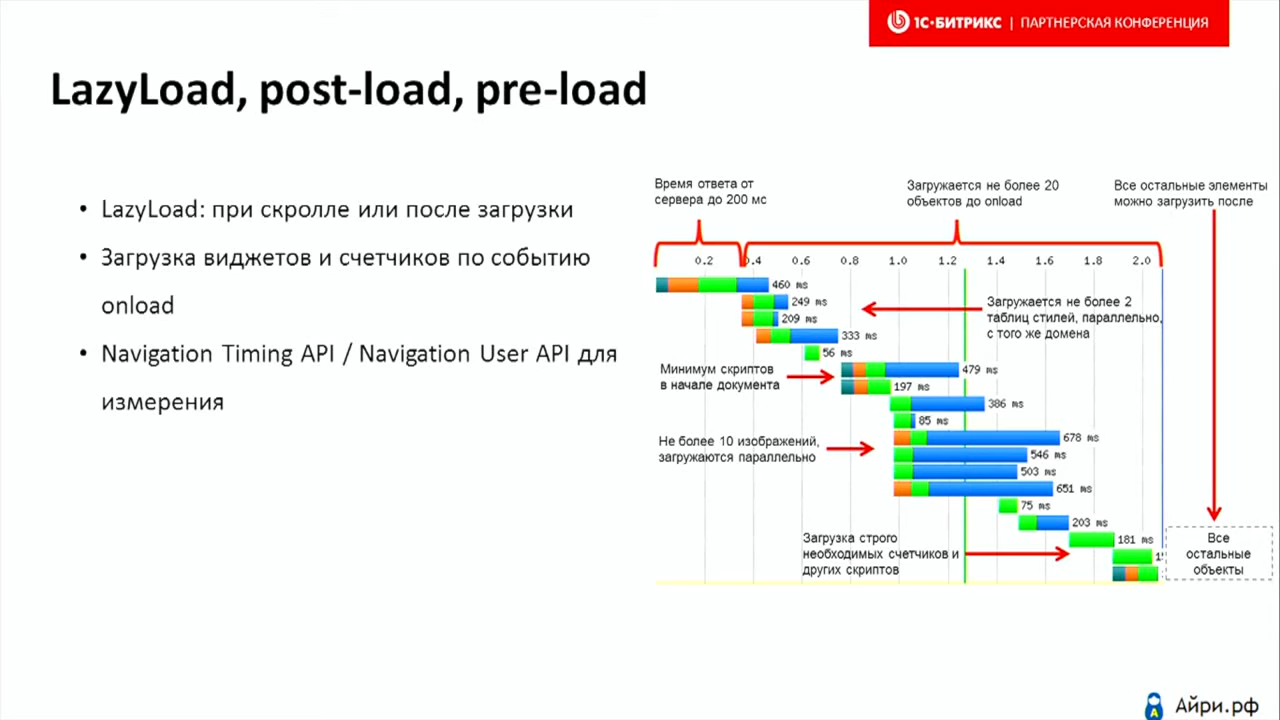 1С-БИТРИКС | ПАРТНЕРСКАЯ КОНФЕРЕНЦИЯ
LazyLoad, post-load, pre-load
• LazyLoad: при скролле или после загрузки
• Загрузка виджетов и счетчиков по событию
onload
• Navigation Timing API / Navigation User API для
измерения
Время ответа от
сервера до 200 мс
Загружается не более 20
объектов до onload
Все остальные элементы
можно загрузить после
0.2 0.4 0.6 0.8 1.0 1.2 1.4 1.6 1.8 2.0
460 ms
249 ms
209 ms
333 ms
56 ms
479 ms
197 ms
386 ms
85 ms
678 ms
546 ms
503 ms
651 ms
75 ms
203 ms
181 ms
Загружается не более 2
таблиц стилей, параллельно,
с того же домена
Минимум скриптов
в начале документа
Не более 10 изображений,
загружаются параллельно
Загрузка строго
необходимых счетчиков и
других скриптов
Все
остальные
объекты
Айри.рф